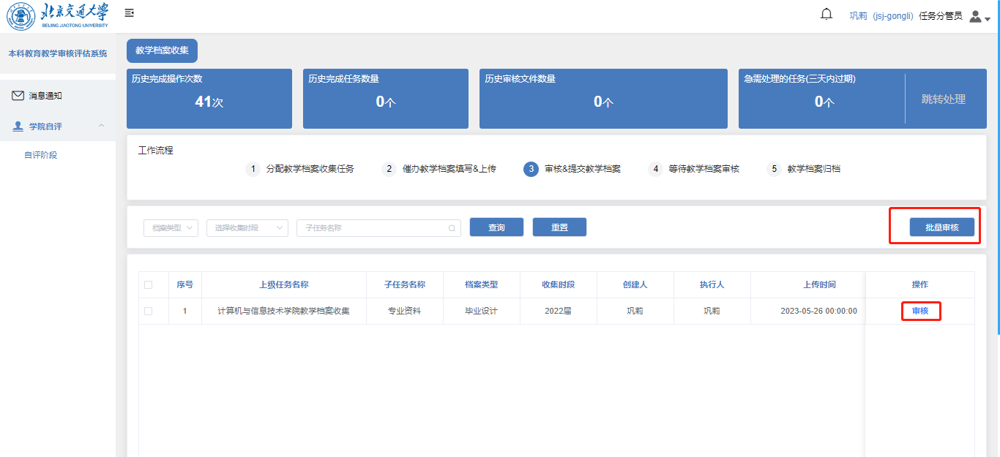 北京交通大学
BEIJING JIAOTONG UNIVERSITY
巩莉 (jsj-gongli) 任务分管员
本科教育教学审核评估系统
消息通知
学院自评
自评阶段
教学档案收集
历史完成操作次数
41次
历史完成任务数量
0个
历史审核文件数量
0个
急需处理的任务(三天内过期)
0个
跳转处理
工作流程
1 分配教学档案收集任务
2 催办教学档案填写&上传
3 审核&提交教学档案
4 等待教学档案审核
5 教学档案归档
档案类型 选择收集时段 子任务名称 查询 重置 批量审核
序号 上级任务名称 子任务名称 档案类型 收集时段 创建人 执行人 上传时间 操作
1 计算机与信息技术学院教学档案收集 专业资料 毕业设计 2022届 巩莉 巩莉 2023-05-26 00:00:00 审核